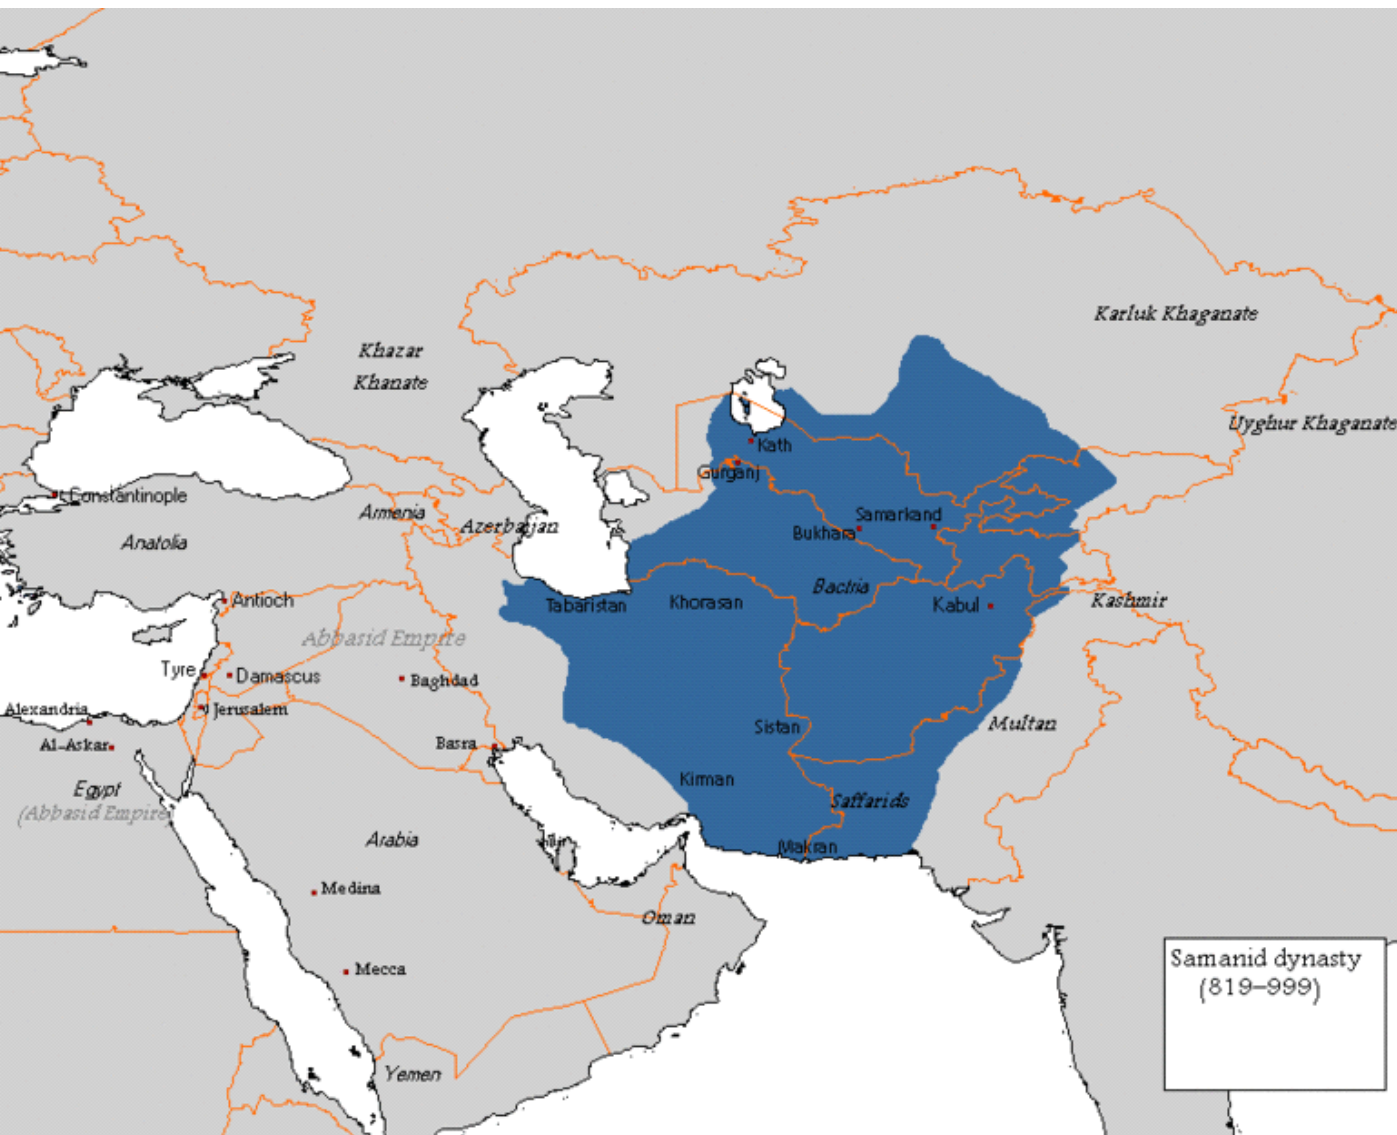 Karluk Khaganate
Khazar
Khanate
Uyghur Khaganate
Kath
Gurganj
Constantinople
Armenia
Azerbaijan
Samarkand
Bukhara
Anatolia
Bactria
Antioch
Tabaristan
Khorasan
Kabul
Kashmir
Abbasid Empire
Tyre
Damascus
Baghdad
Alexandria
Jerusalem
Multan
Sistan
Al-Askar
Basra
Kirman
Egypt
(Abbasid Empire)
Saffarids
Arabia
Makran
Medina
Oman
Mecca
Samanid dynasty
(819-999)
Yemen